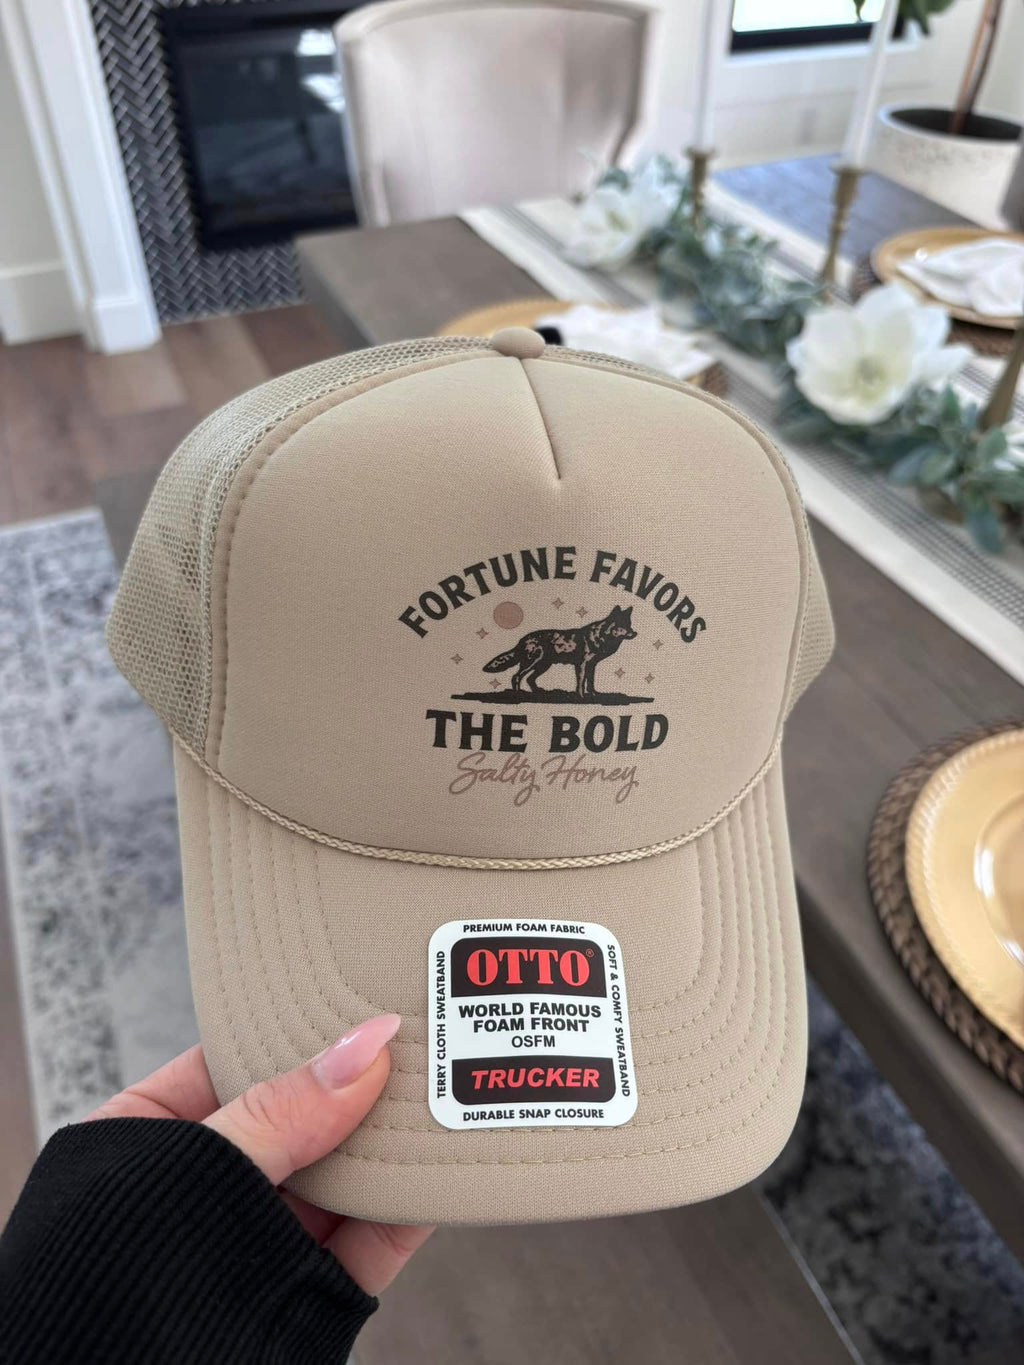 FORTUNE FAVORS
THE BOLD
Salty Honey
PREMIUM FOAM FABRIC
OTTO®
WORLD FAMOUS
FOAM FRONT
OSFM
TRUCKER
TERRY CLOTH SWEATBAND
SOFT & COMFY SWEATBAND
DURABLE SNAP CLOSURE